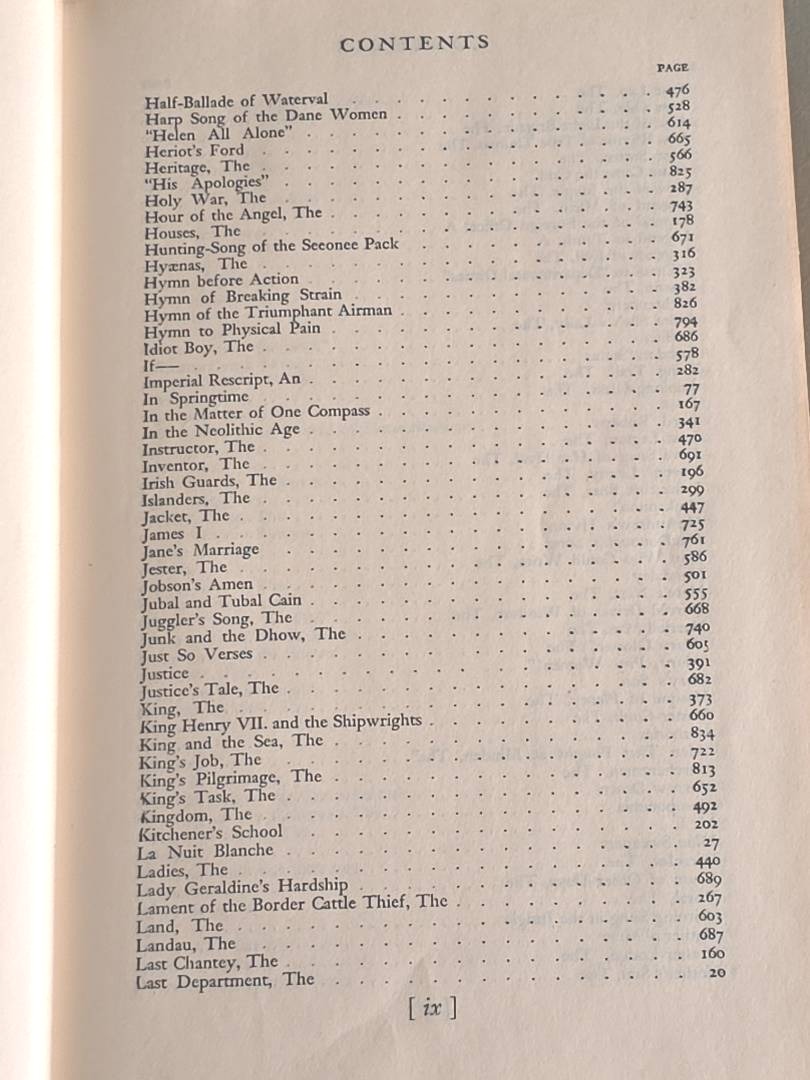 CONTENTS
PAGE
Half-Ballade of Waterval . . . . . . . . . . . . 476
Harp Song of the Dane Women . . . . . . . . . . . . 528
"Helen All Alone" . . . . . . . . . . . . 614
Heriot's Ford . . . . . . . . . . . . 665
Heritage, The . . . . . . . . . . . . 566
"His Apologies" . . . . . . . . . . . . 825
Holy War, The . . . . . . . . . . . . 287
Hour of the Angel, The . . . . . . . . . . . . 743
Houses, The . . . . . . . . . . . . 178
Hunting-Song of the Seeonee Pack . . . . . . . . . . . . 671
Hyænas, The . . . . . . . . . . . . 316
Hymn before Action . . . . . . . . . . . . 323
Hymn of Breaking Strain . . . . . . . . . . . . 382
Hymn of the Triumphant Airman . . . . . . . . . . . . 826
Hymn to Physical Pain . . . . . . . . . . . . 794
Idiot Boy, The . . . . . . . . . . . . 686
If— . . . . . . . . . . . . 578
Imperial Rescript, An . . . . . . . . . . . . 282
In Springtime . . . . . . . . . . . . 77
In the Matter of One Compass . . . . . . . . . . . . 167
In the Neolithic Age . . . . . . . . . . . . 341
Instructor, The . . . . . . . . . . . . 470
Inventor, The . . . . . . . . . . . . 691
Irish Guards, The . . . . . . . . . . . . 196
Islanders, The . . . . . . . . . . . . 299
Jacket, The . . . . . . . . . . . . 447
James I . . . . . . . . . . . . 725
Jane's Marriage . . . . . . . . . . . . 761
Jester, The . . . . . . . . . . . . 586
Jobson's Amen . . . . . . . . . . . . 501
Jubal and Tubal Cain . . . . . . . . . . . . 555
Juggler's Song, The . . . . . . . . . . . . 668
Junk and the Dhow, The . . . . . . . . . . . . 740
Just So Verses . . . . . . . . . . . . 605
Justice . . . . . . . . . . . . 391
Justice's Tale, The . . . . . . . . . . . . 682
King, The . . . . . . . . . . . . 373
King Henry VII. and the Shipwrights . . . . . . . . . . . . 660
King and the Sea, The . . . . . . . . . . . . 834
King's Job, The . . . . . . . . . . . . 722
King's Pilgrimage, The . . . . . . . . . . . . 813
King's Task, The . . . . . . . . . . . . 652
Kingdom, The . . . . . . . . . . . . 492
Kitchener's School . . . . . . . . . . . . 202
La Nuit Blanche . . . . . . . . . . . . 27
Ladies, The . . . . . . . . . . . . 440
Lady Geraldine's Hardship . . . . . . . . . . . . 689
Lament of the Border Cattle Thief, The . . . . . . . . . . . . 267
Land, The . . . . . . . . . . . . 603
Landau, The . . . . . . . . . . . . 687
Last Chantey, The . . . . . . . . . . . . 160
Last Department, The . . . . . . . . . . . . 20
[ ix ]